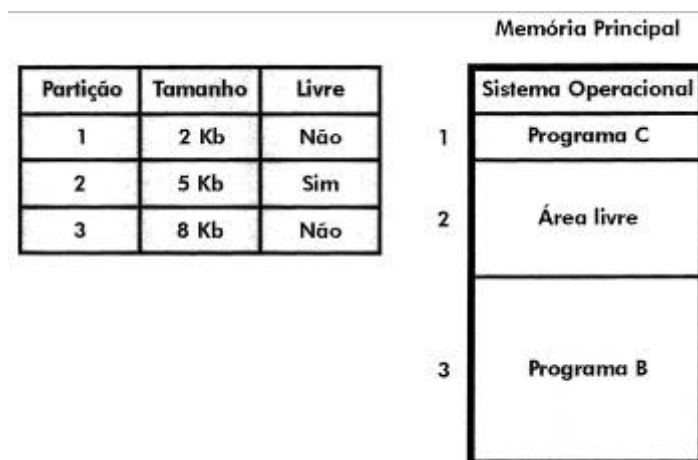 Memória Principal
Partição Tamanho Livre
1 2 Kb Não
2 5 Kb Sim
3 8 Kb Não
Sistema Operacional
1 Programa C
2 Área livre
3 Programa B